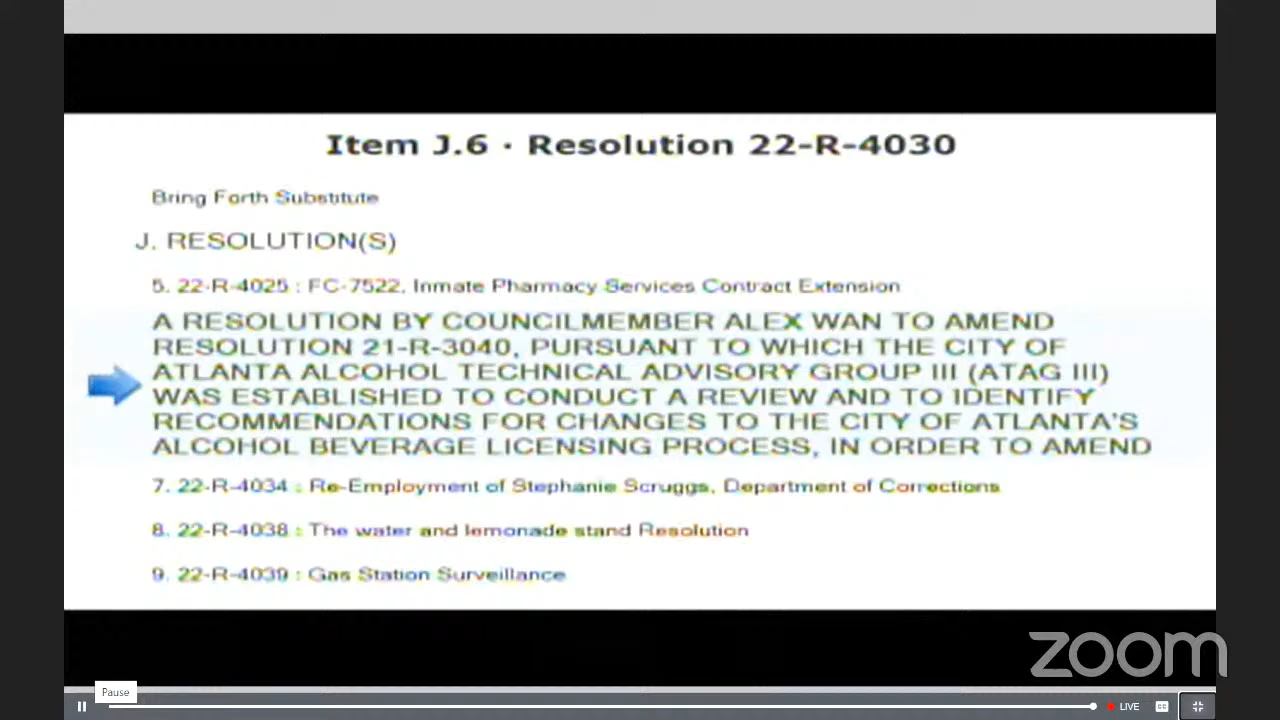 Item J.6 · Resolution 22-R-4030
Bring Forth Substitute
J. RESOLUTION(S)
5. 22-R-4025 : FC-7522, Inmate Pharmacy Services Contract Extension
A RESOLUTION BY COUNCILMEMBER ALEX WAN TO AMEND
RESOLUTION 21-R-3040, PURSUANT TO WHICH THE CITY OF
ATLANTA ALCOHOL TECHNICAL ADVISORY GROUP III (ATAG III)
WAS ESTABLISHED TO CONDUCT A REVIEW AND TO IDENTIFY
RECOMMENDATIONS FOR CHANGES TO THE CITY OF ATLANTA'S
ALCOHOL BEVERAGE LICENSING PROCESS, IN ORDER TO AMEND
7. 22-R-4034 : Re-Employment of Stephanie Scruggs, Department of Corrections
8. 22-R-4038 : The water and lemonade stand Resolution
9. 22-R-4039 : Gas Station Surveillance
zoom
Pause
LIVE
CC